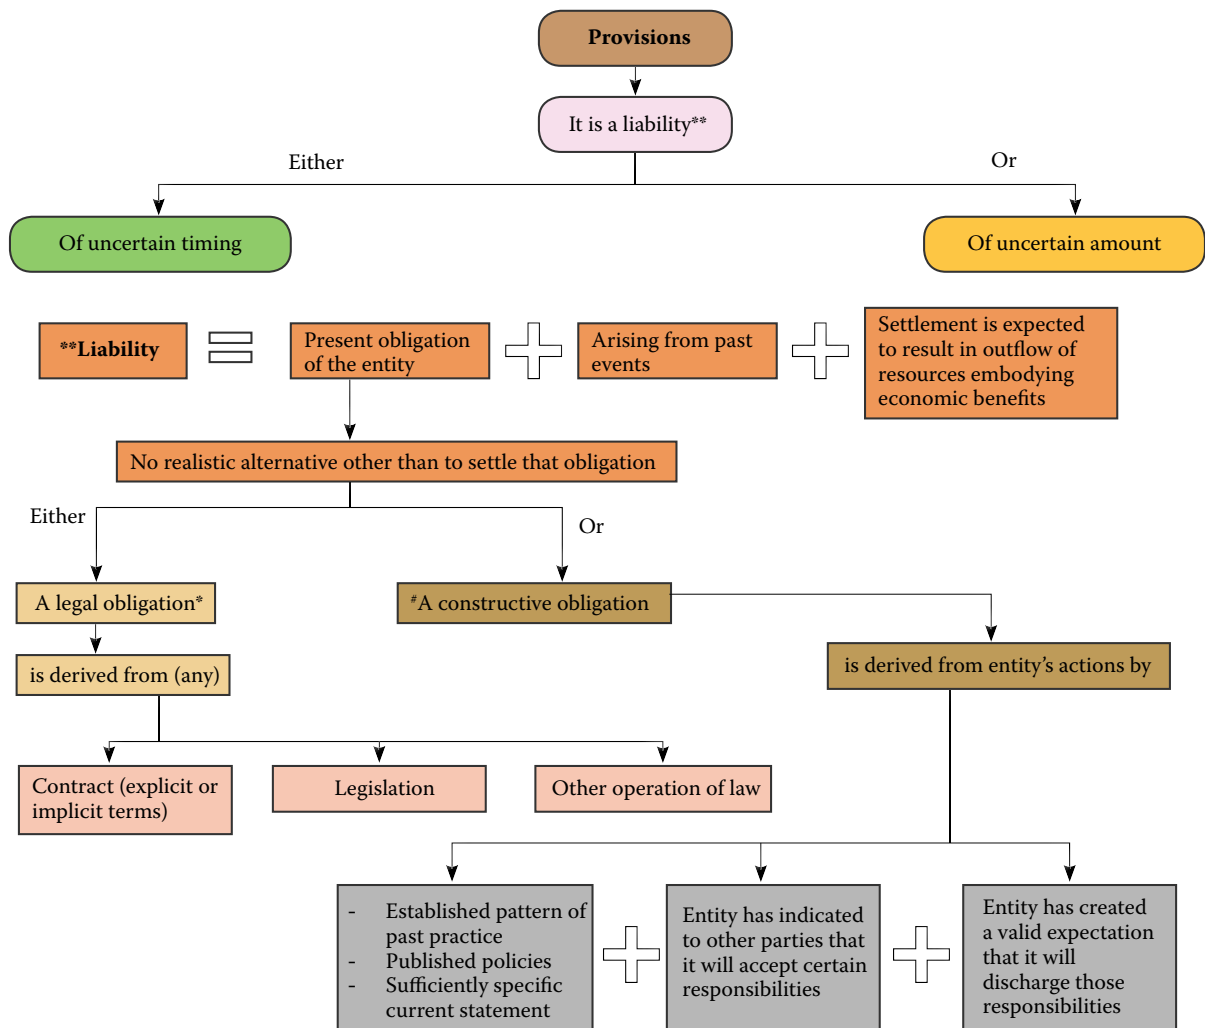 Provisions
It is a liability**
Either
Or
Of uncertain timing
Of uncertain amount
**Liability
Present obligation
of the entity
Arising from past
events
Settlement is expected
to result in outflow of
resources embodying
economic benefits
No realistic alternative other than to settle that obligation
Either
Or
A legal obligation*
#A constructive obligation
is derived from (any)
is derived from entity’s actions by
Contract (explicit or
implicit terms)
Legislation
Other operation of law
- Established pattern of
past practice
- Published policies
- Sufficiently specific
current statement
Entity has indicated
to other parties that
it will accept certain
responsibilities
Entity has created
a valid expectation
that it will
discharge those
responsibilities